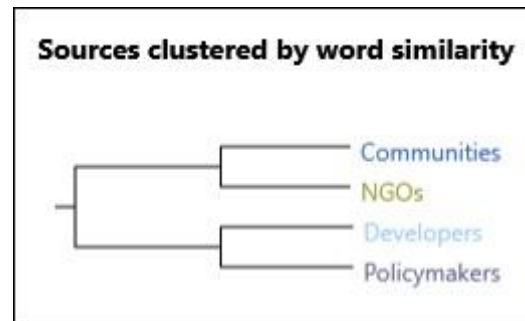 Sources clustered by word similarity
Communities
NGOs
Developers
Policymakers